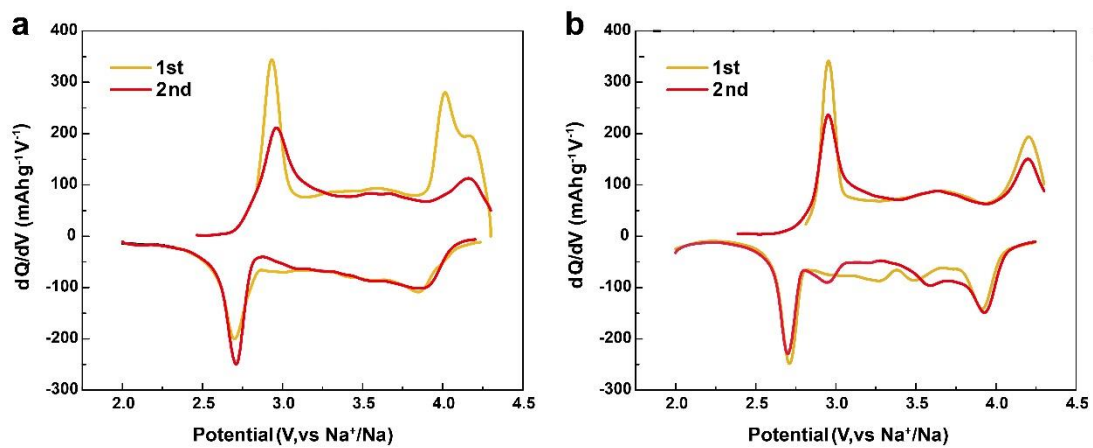 a
400
300
200
100
0
-100
-200
-300
dQ/dV (mAhg⁻¹V⁻¹)
1st
2nd
2.0 2.5 3.0 3.5 4.0 4.5
Potential (V,vs Na⁺/Na)
b
400
300
200
100
0
-100
-200
-300
dQ/dV (mAhg⁻¹V⁻¹)
1st
2nd
2.0 2.5 3.0 3.5 4.0 4.5
Potential (V,vs Na⁺/Na)